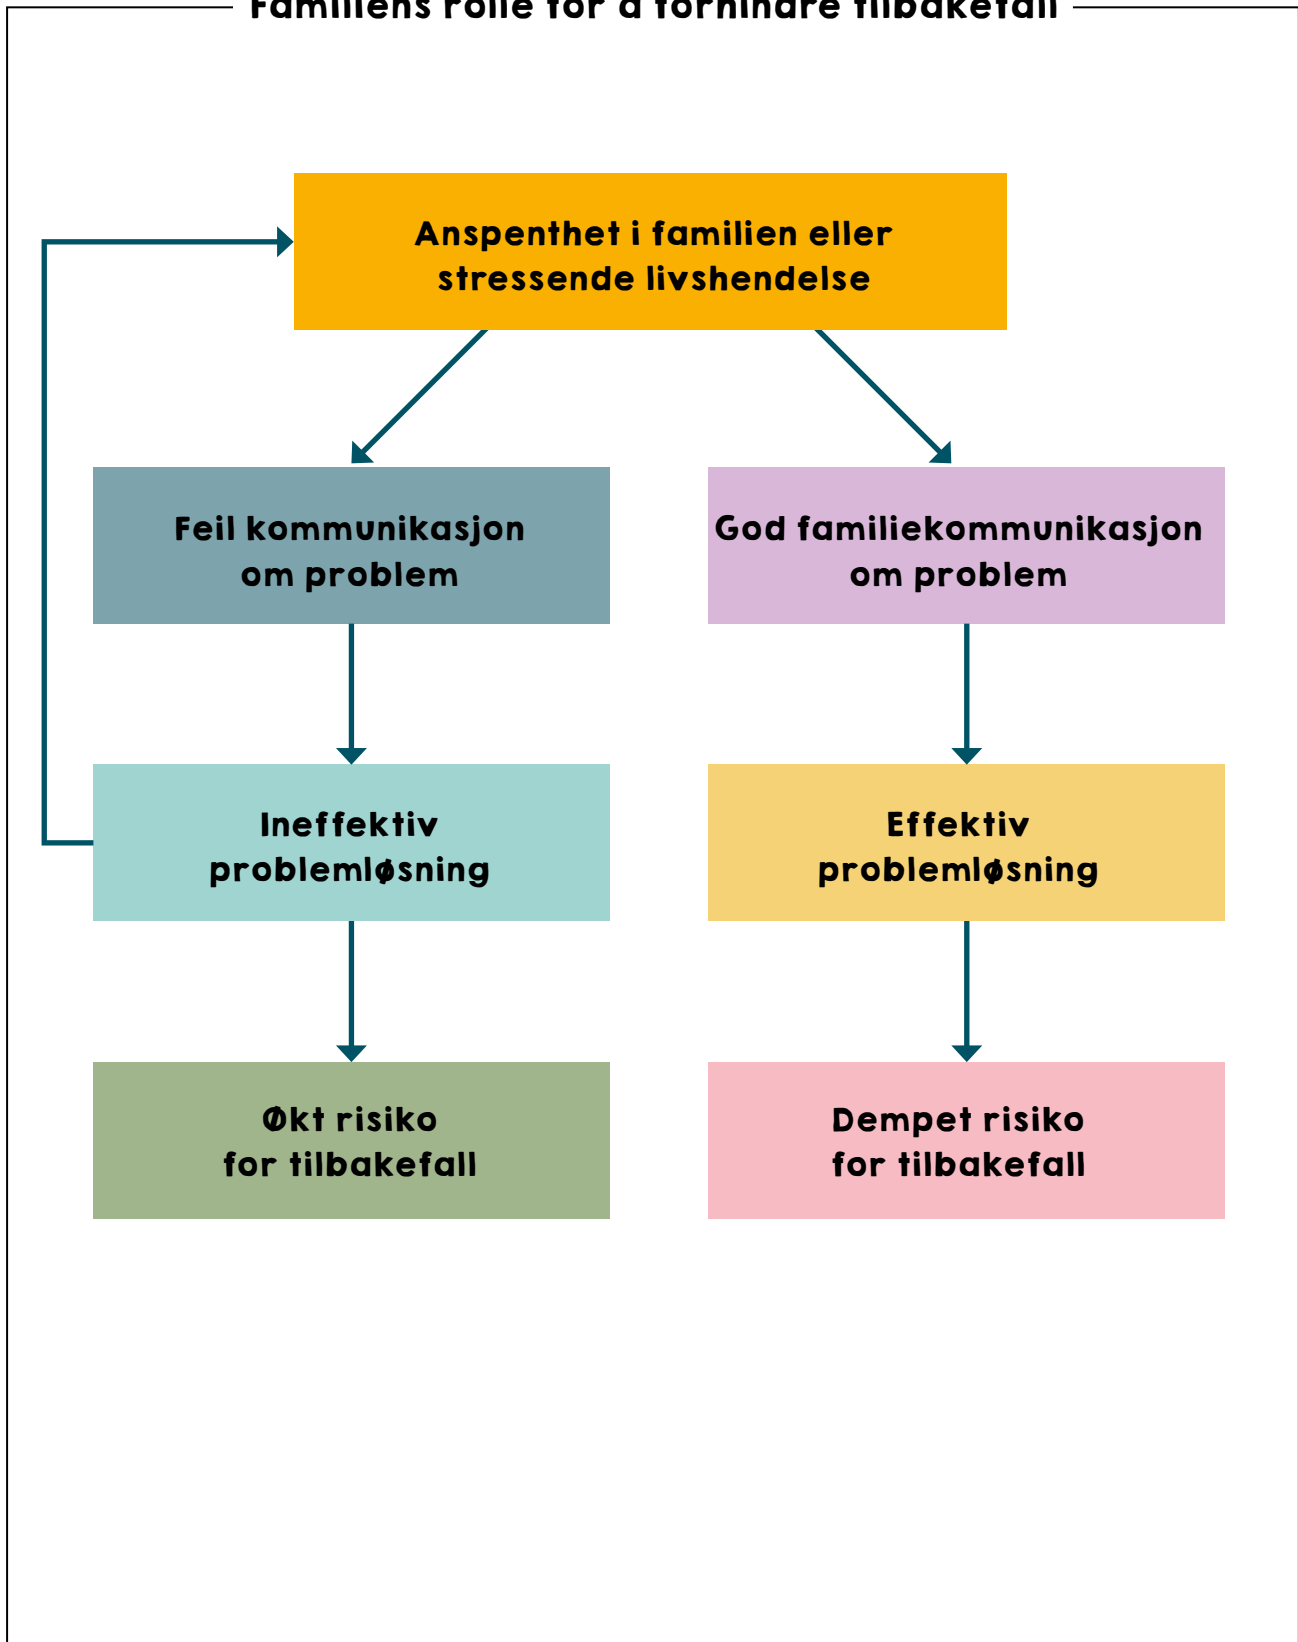 Familiens rolle for å forhindre tilbakefall
Anspenthet i familien eller
stressende livshendelse
Feil kommunikasjon
om problem
God familiekommunikasjon
om problem
Ineffektiv
problemløsning
Effektiv
problemløsning
Økt risiko
for tilbakefall
Dempet risiko
for tilbakefall